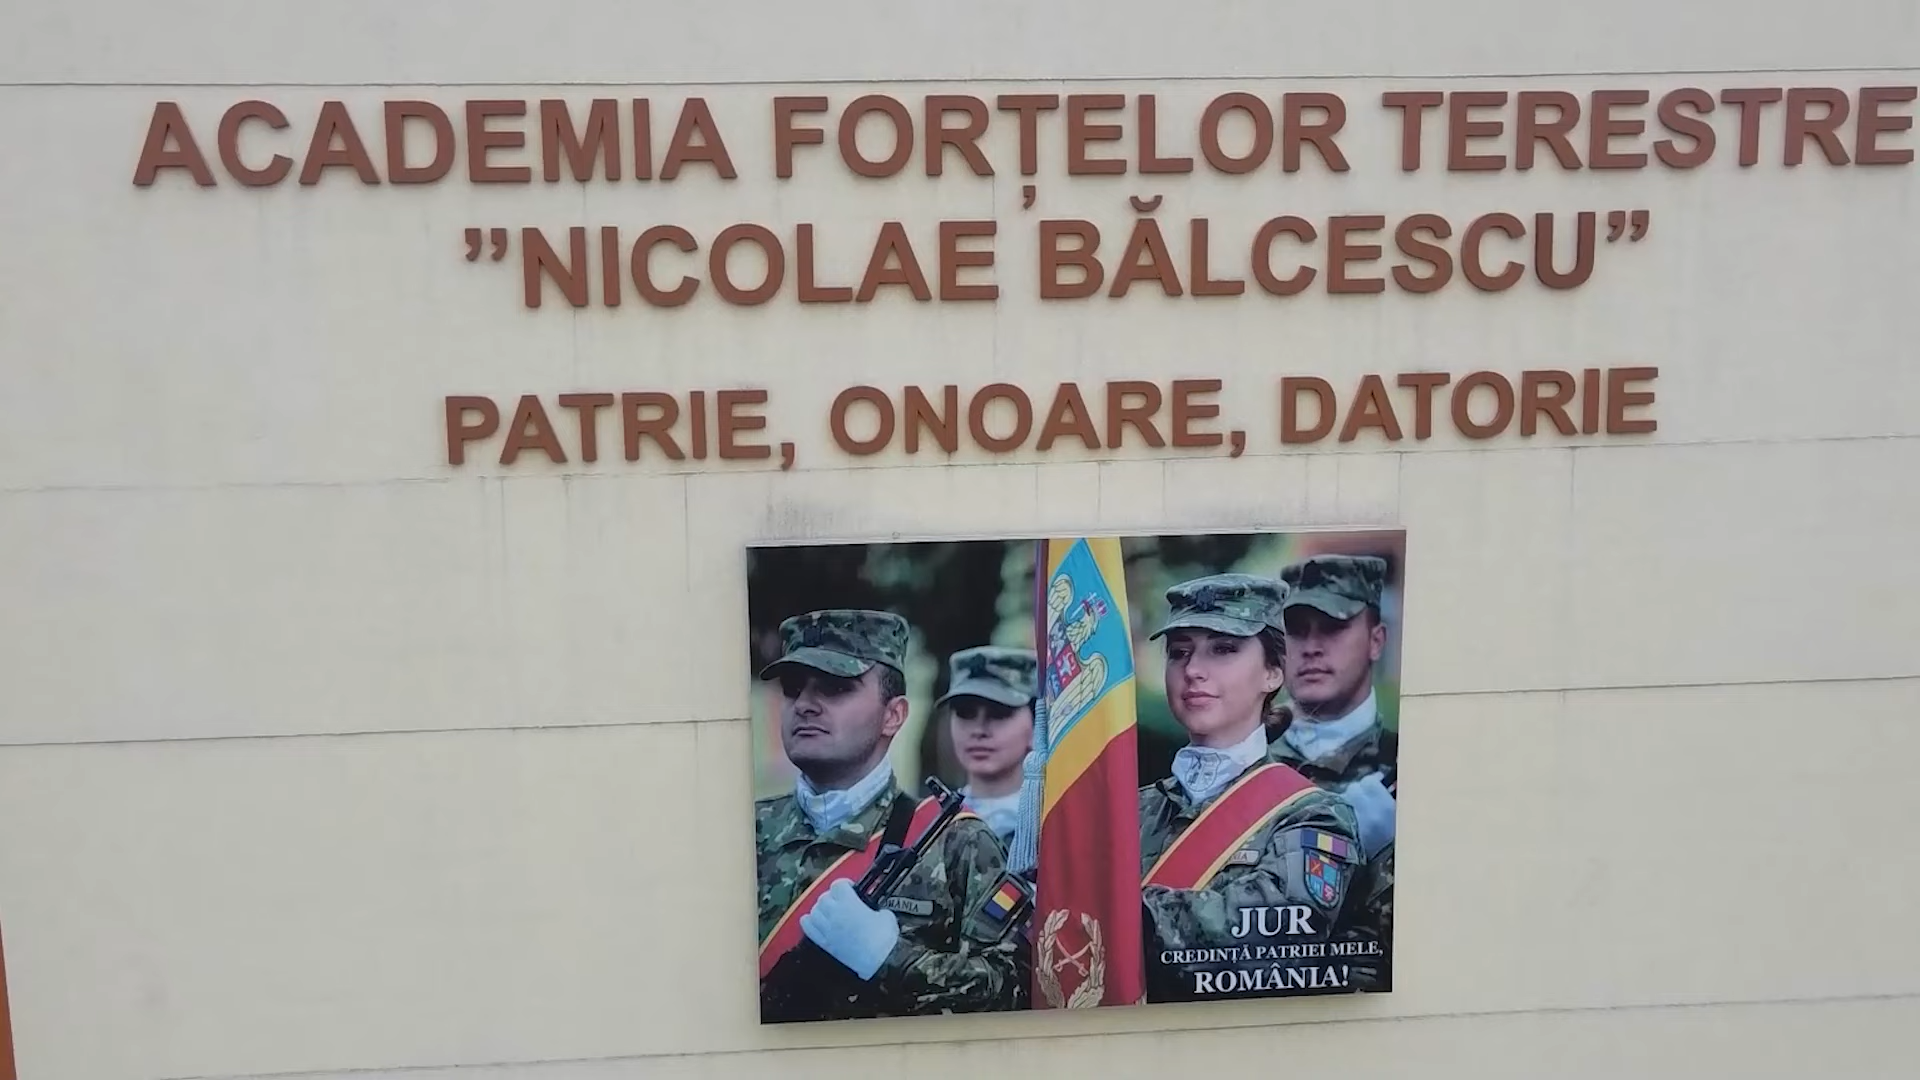 ACADEMIA FORȚELOR TERESTRE
”NICOLAE BĂLCESCU”
PATRIE, ONOARE, DATORIE
JUR
CREDINȚĂ PATRIEI MELE,
ROMÂNIA!